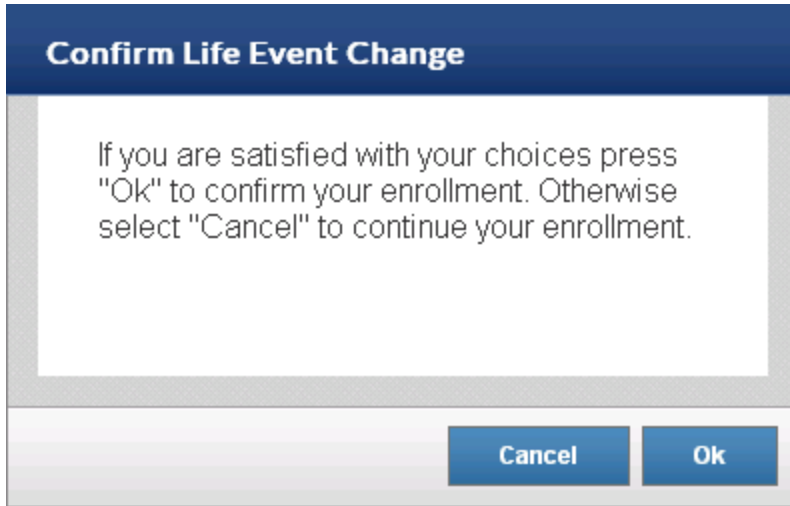 Confirm Life Event Change
If you are satisfied with your choices press
"Ok" to confirm your enrollment. Otherwise
select "Cancel" to continue your enrollment.
Cancel Ok